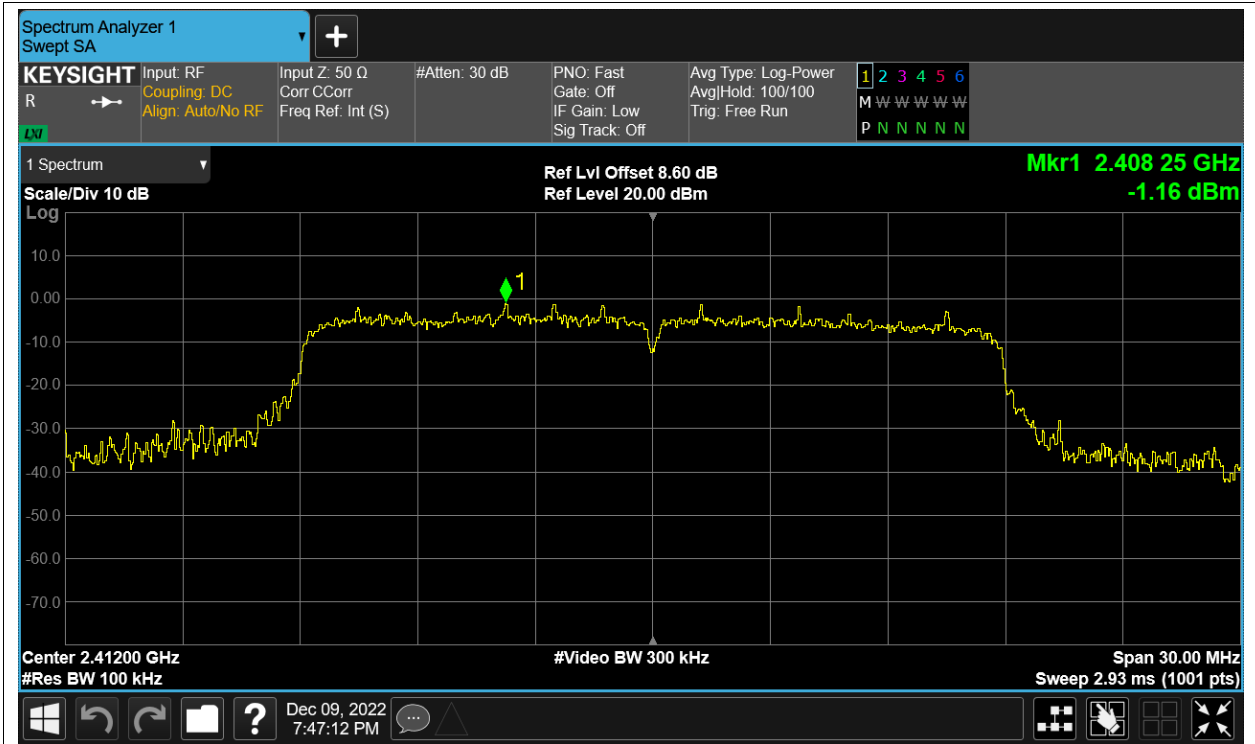 Spectrum Analyzer 1
Swept SA
KEYSIGHT
R
LXI
Input: RF
Coupling: DC
Align: Auto/No RF
Input Z: 50 Ω
Corr CCorr
Freq Ref: Int (S)
#Atten: 30 dB
PNO: Fast
Gate: Off
IF Gain: Low
Sig Track: Off
Avg Type: Log-Power
Avg|Hold: 100/100
Trig: Free Run
1 2 3 4 5 6
M W W W W W
P N N N N N
1 Spectrum
Scale/Div 10 dB
Log
Ref Lvl Offset 8.60 dB
Ref Level 20.00 dBm
Mkr1 2.408 25 GHz
-1.16 dBm
1
10.0
0.00
-10.0
-20.0
-30.0
-40.0
-50.0
-60.0
-70.0
Center 2.41200 GHz
#Res BW 100 kHz
#Video BW 300 kHz
Span 30.00 MHz
Sweep 2.93 ms (1001 pts)
?
Dec 09, 2022
7:47:12 PM